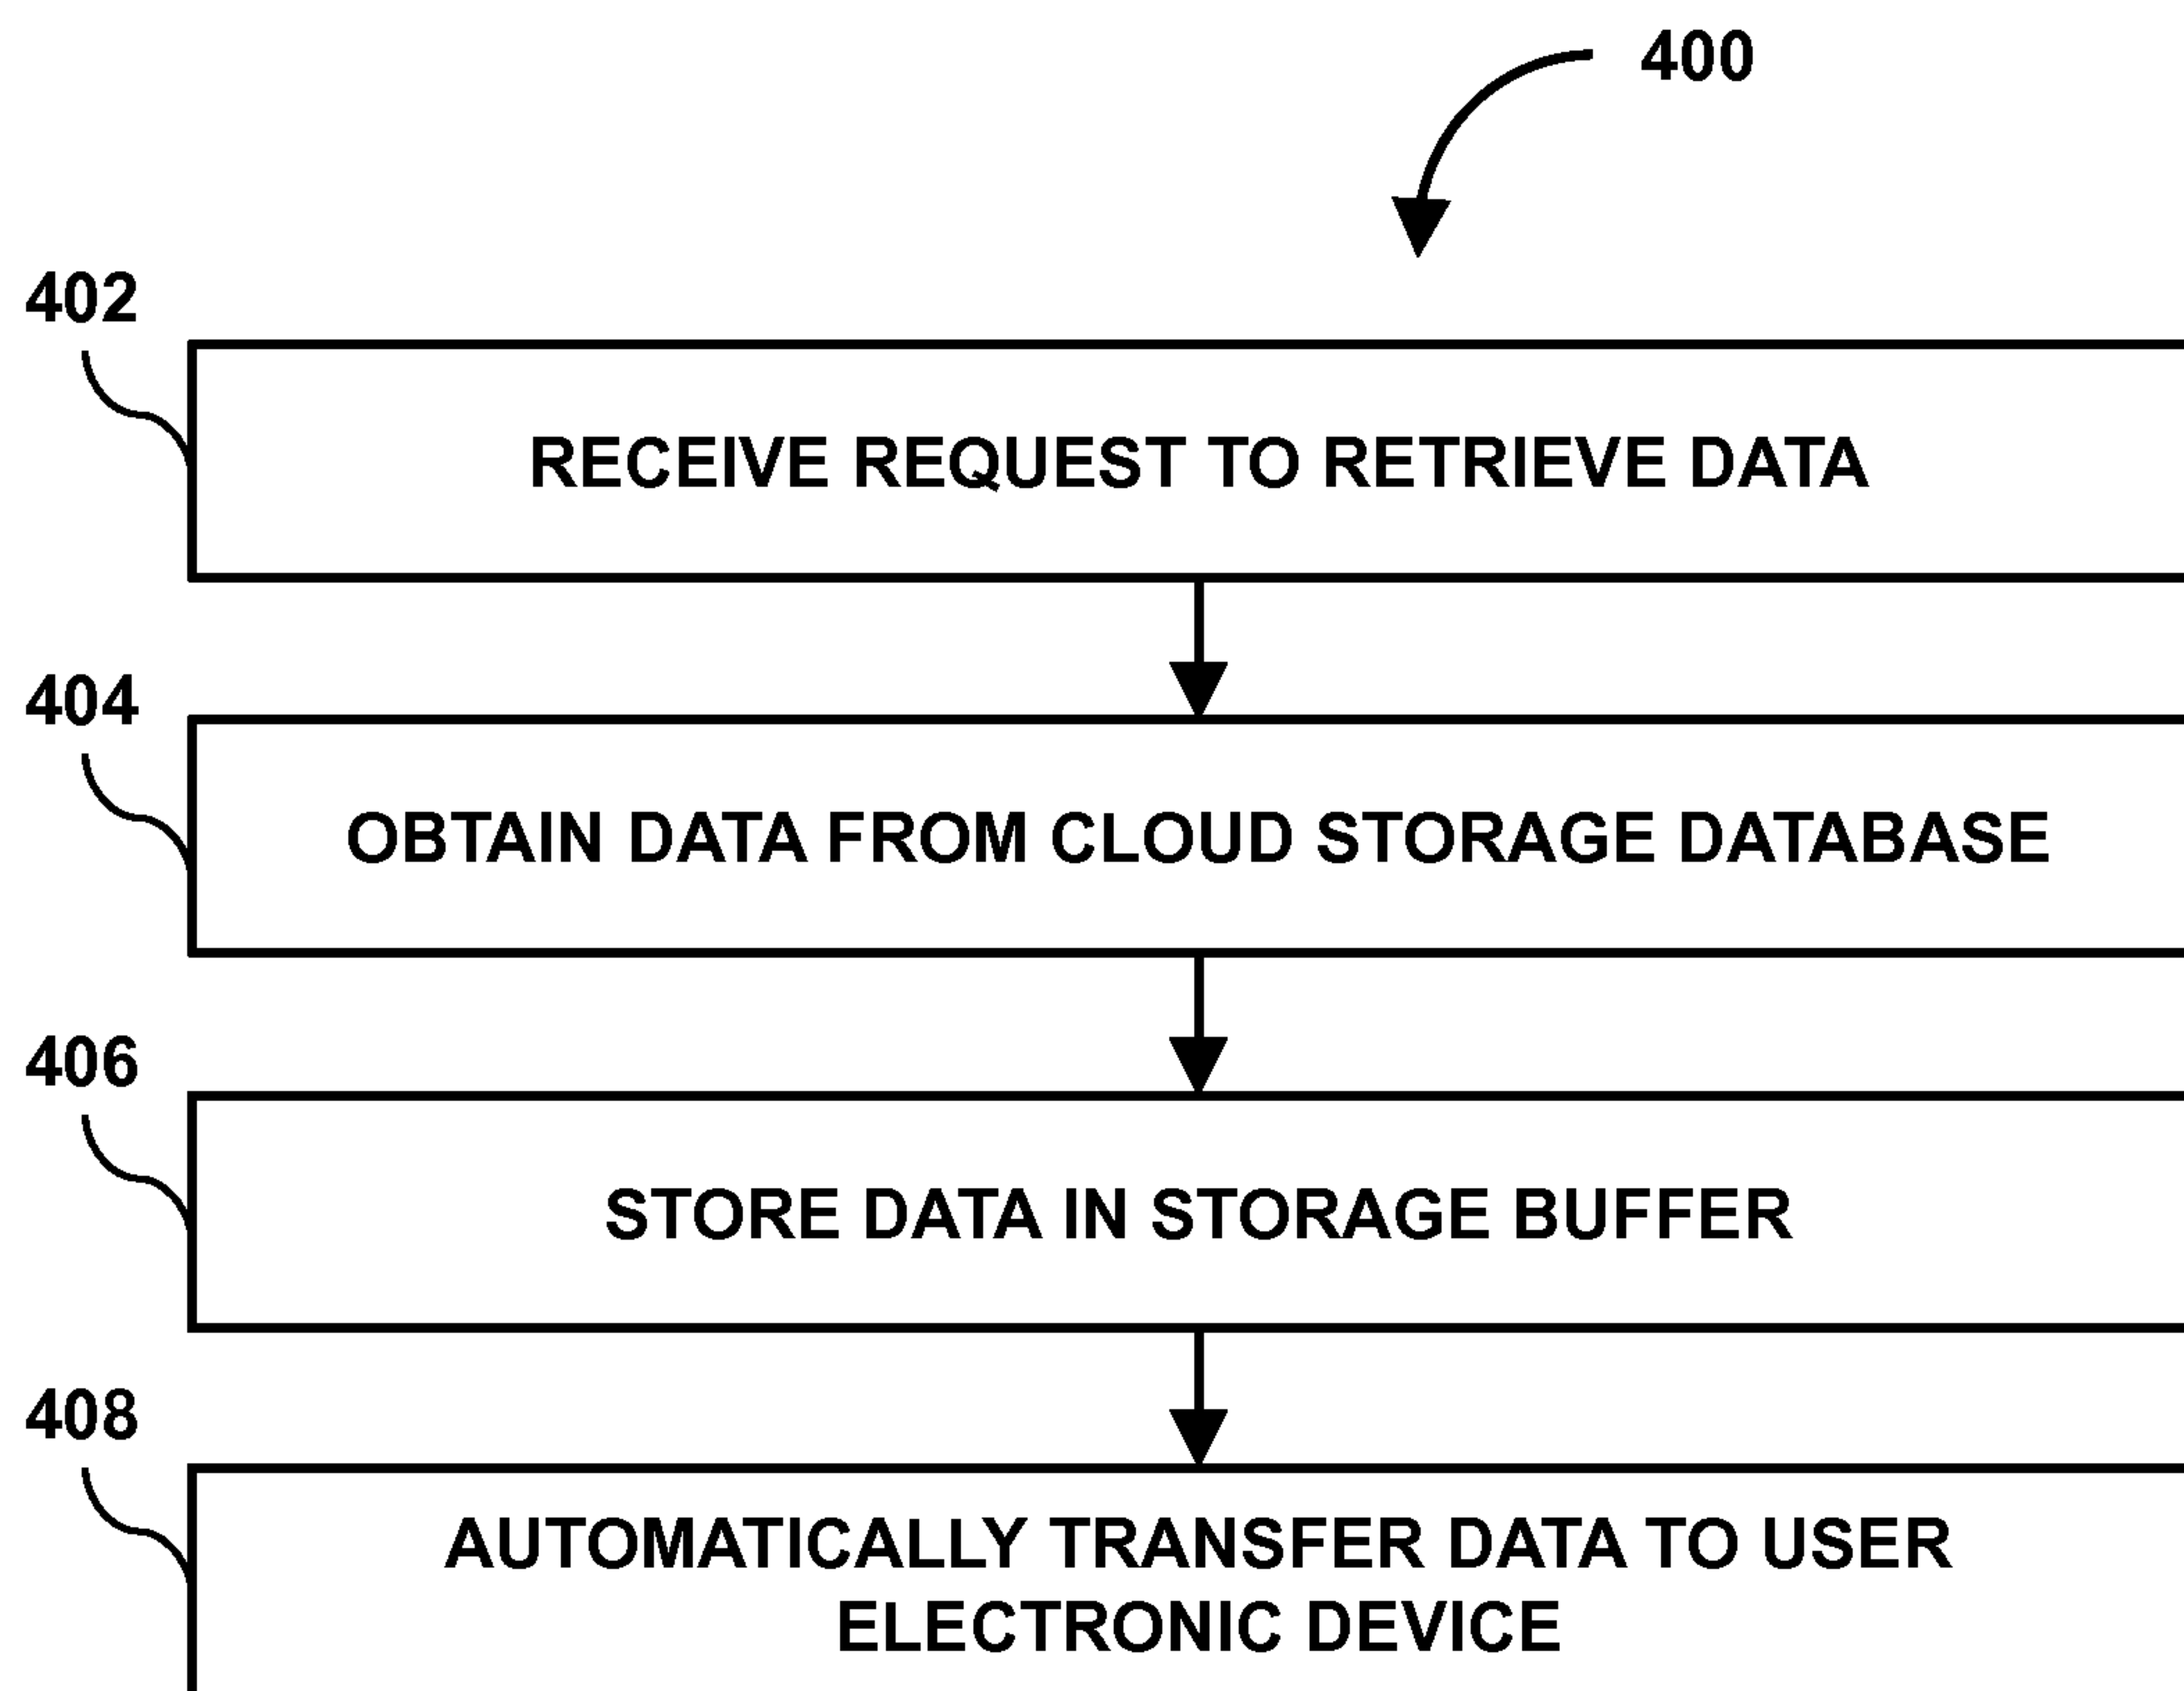 400
402
RECEIVE REQUEST TO RETRIEVE DATA
404
OBTAIN DATA FROM CLOUD STORAGE DATABASE
406
STORE DATA IN STORAGE BUFFER
408
AUTOMATICALLY TRANSFER DATA TO USER
ELECTRONIC DEVICE